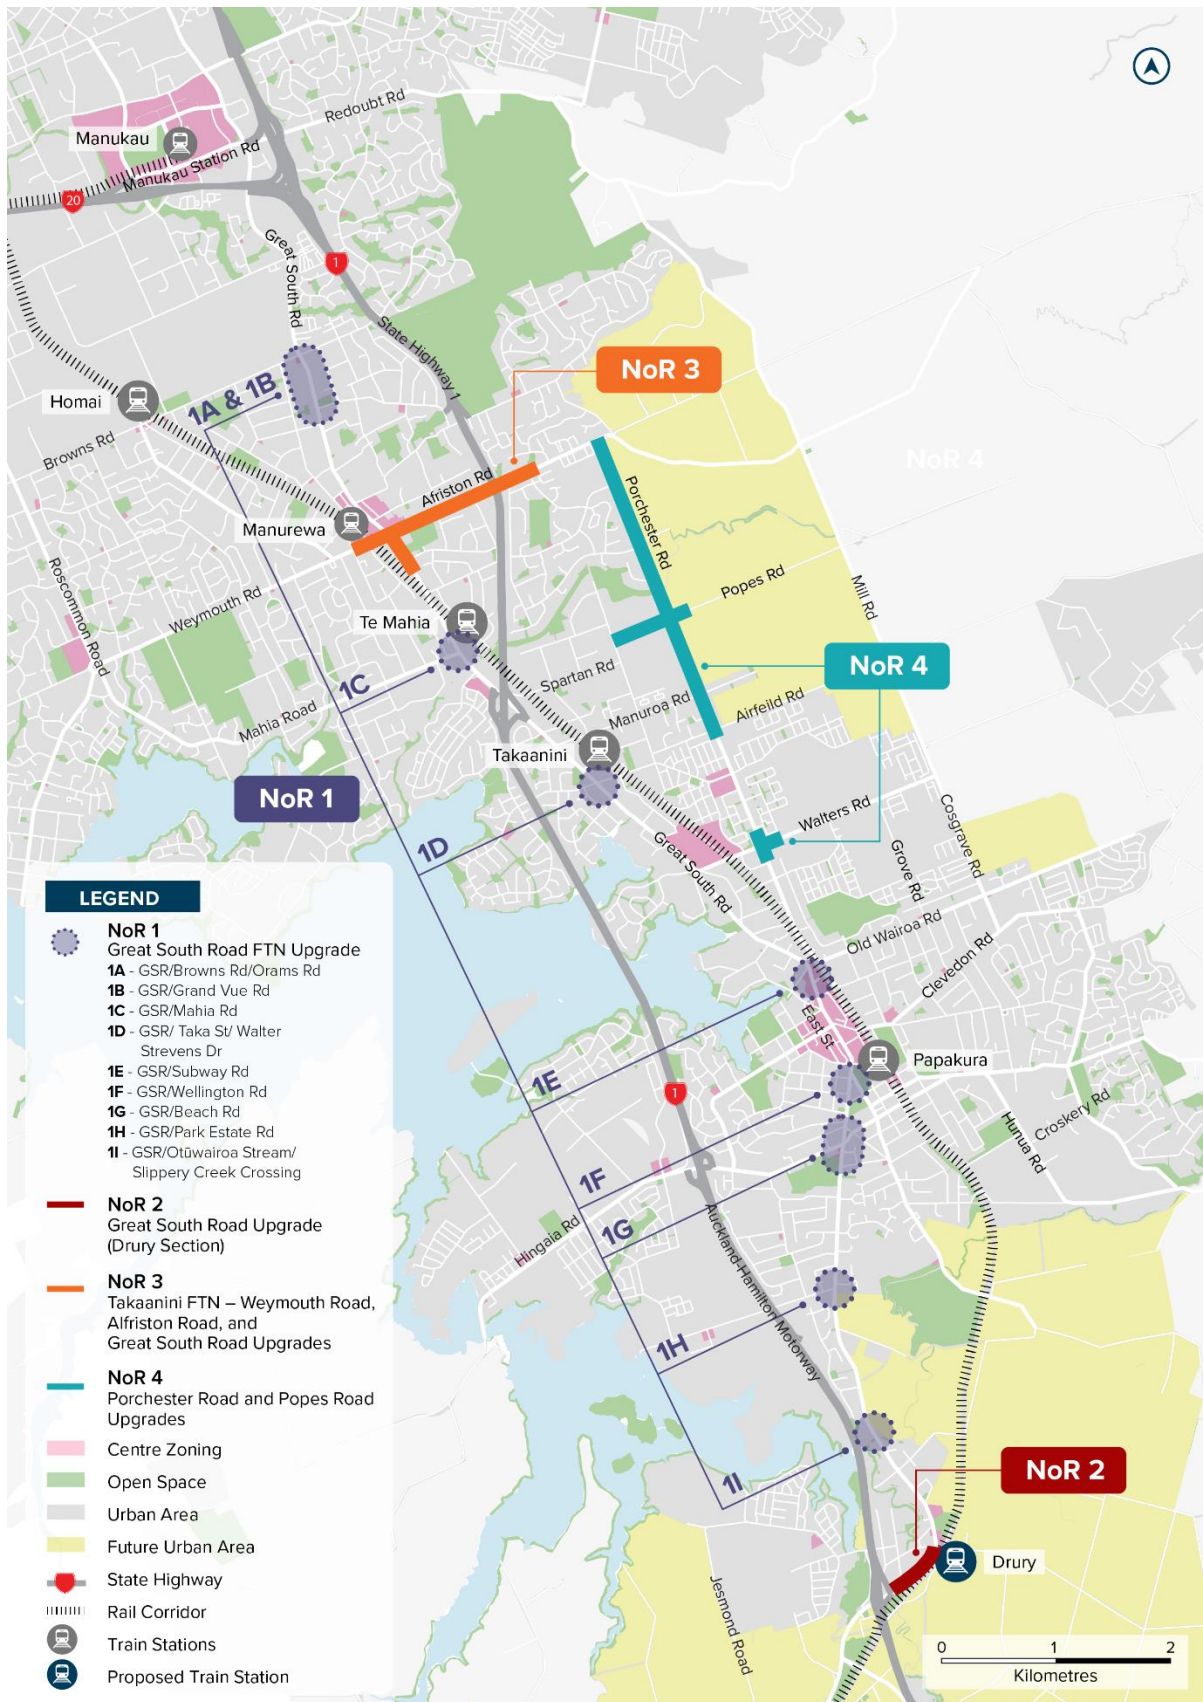 Redoubt Rd
Manukau
Manukau Station Rd
20
Great South Rd
1
State Highway 1
NoR 3
Homai
1A & 1B
Browns Rd
Afriston Rd
NoR 4
Porchester Rd
Manurewa
Roscommon Road
Weymouth Rd
Popes Rd
Mill Rd
Te Mahia
NoR 4
Spartan Rd
1C
Manuroa Rd
Airfeild Rd
Mahia Road
Takaanini
NoR 1
Walters Rd
Cosgrave Rd
1D
Great South Rd
Grove Rd
Old Wairoa Rd
Clevedon Rd
East St
Papakura
1E
1
Hunua Rd
Croskery Rd
1F
1G
Hingaia Rd
Auckland-Hamilton Motorway
1H
1I
NoR 2
Drury
Jesmond Road
LEGEND
NoR 1
Great South Road FTN Upgrade
1A - GSR/Browns Rd/Orams Rd
1B - GSR/Grand Vue Rd
1C - GSR/Mahia Rd
1D - GSR/ Taka St/ Walter
Strevens Dr
1E - GSR/Subway Rd
1F - GSR/Wellington Rd
1G - GSR/Beach Rd
1H - GSR/Park Estate Rd
1I - GSR/Otūwairoa Stream/
Slippery Creek Crossing
NoR 2
Great South Road Upgrade
(Drury Section)
NoR 3
Takaanini FTN – Weymouth Road,
Alfriston Road, and
Great South Road Upgrades
NoR 4
Porchester Road and Popes Road
Upgrades
Centre Zoning
Open Space
Urban Area
Future Urban Area
State Highway
Rail Corridor
Train Stations
Proposed Train Station
0 1 2
Kilometres